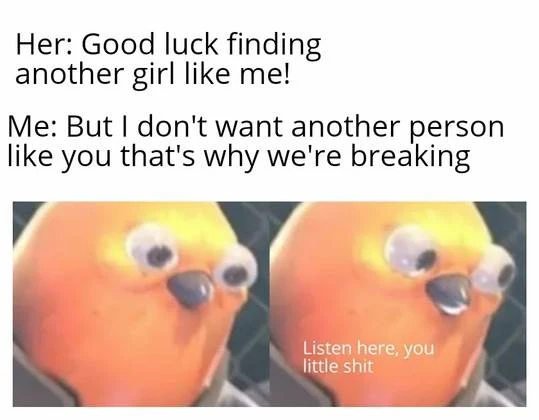 Her: Good luck finding
another girl like me!
Me: But I don't want another person
like you that's why we're breaking
Listen here, you
little shit